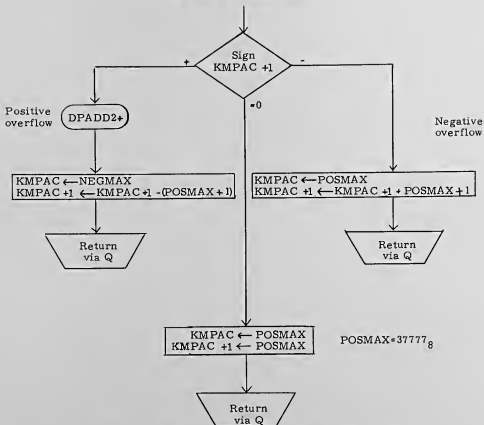 Sign
KMPAC +1
+
-
=0
Positive
overflow
DPADD2+
Negative
overflow
KMPAC ←NEGMAX
KMPAC +1 ← KMPAC +1 -(POSMAX + 1)
KMPAC ←POSMAX
KMPAC +1 ←KMPAC +1 + POSMAX + 1
Return
via Q
Return
via Q
KMPAC ← POSMAX
KMPAC +1 ← POSMAX
POSMAX=37777₈
Return
via Q